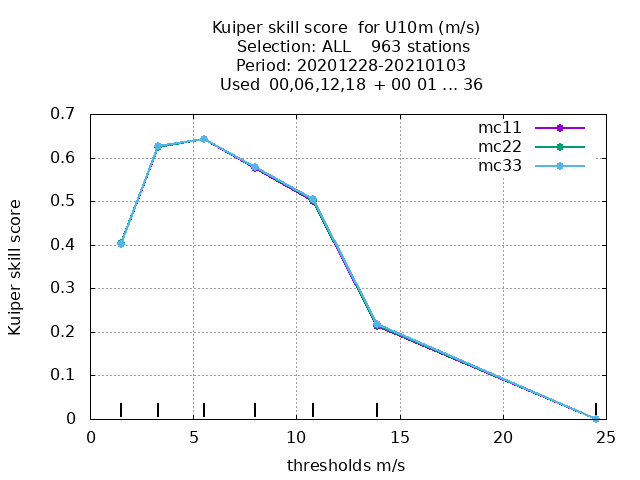 Kuiper skill score  for U10m (m/s)
Selection: ALL    963 stations
Period: 20201228-20210103
Used  00,06,12,18  + 00 01 ... 36
0.7
0.6
0.5
0.4
0.3
0.2
0.1
0
Kuiper skill score
mc11
mc22
mc33
0 5 10 15 20 25
thresholds m/s